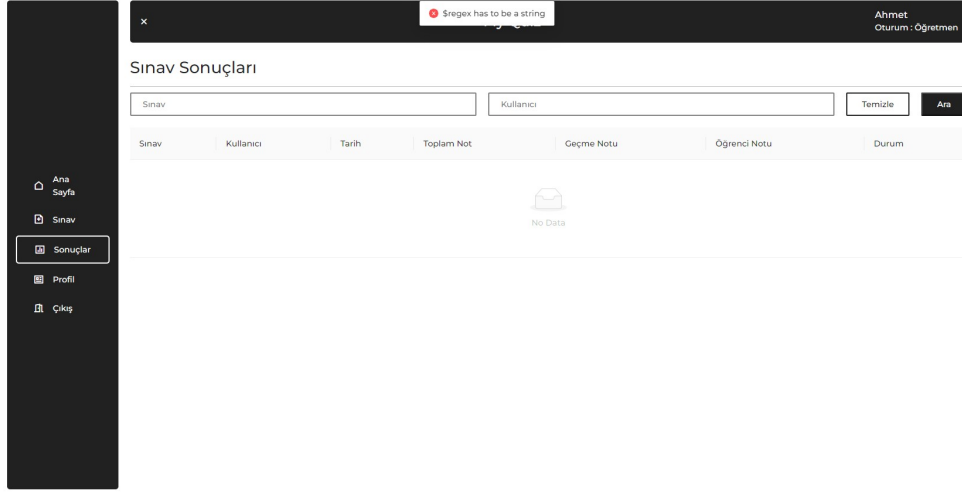 $regex has to be a string
Ahmet
Oturum : Öğretmen
Sınav Sonuçları
Sınav
Kullanıcı
Temizle
Ara
Sınav Kullanıcı Tarih Toplam Not Geçme Notu Öğrenci Notu Durum
No Data
Ana
Sayfa
Sınav
Sonuçlar
Profil
Çıkış